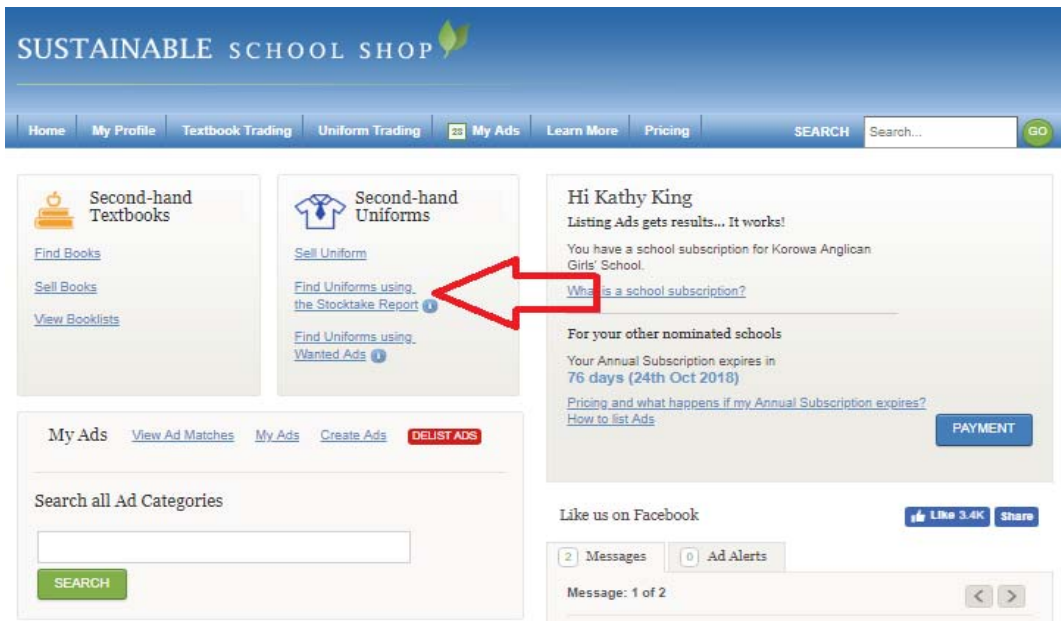 SUSTAINABLE SCHOOL SHOP
Home My Profile Textbook Trading Uniform Trading 28 My Ads Learn More Pricing SEARCH Search... GO
Second-hand
Textbooks
Find Books
Sell Books
View Booklists
Second-hand
Uniforms
Sell Uniform
Find Uniforms using
the Stocktake Report i
Find Uniforms using
Wanted Ads i
Hi Kathy King
Listing Ads gets results... It works!
You have a school subscription for Korowa Anglican
Girls' School.
What is a school subscription?
For your other nominated schools
Your Annual Subscription expires in
76 days (24th Oct 2018)
Pricing and what happens if my Annual Subscription expires?
How to list Ads
PAYMENT
My Ads View Ad Matches My Ads Create Ads DELIST ADS
Search all Ad Categories
SEARCH
Like us on Facebook Like 3.4K Share
2 Messages 0 Ad Alerts
Message: 1 of 2 < >